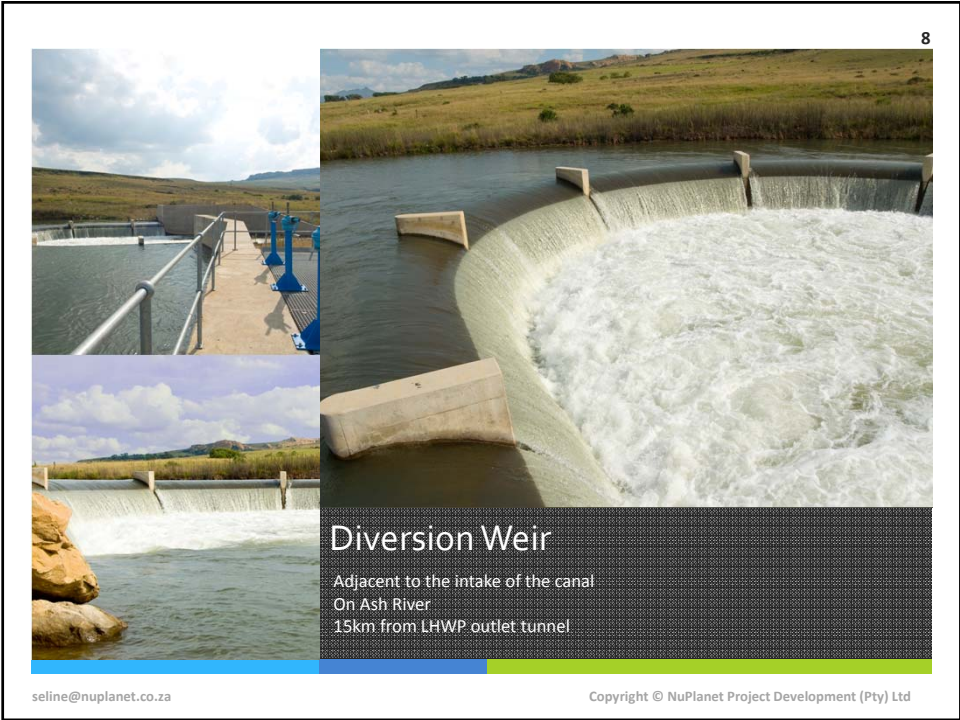 8
Diversion Weir
Adjacent to the intake of the canal
On Ash River
15km from LHWP outlet tunnel
seline@nuplanet.co.za
Copyright © NuPlanet Project Development (Pty) Ltd